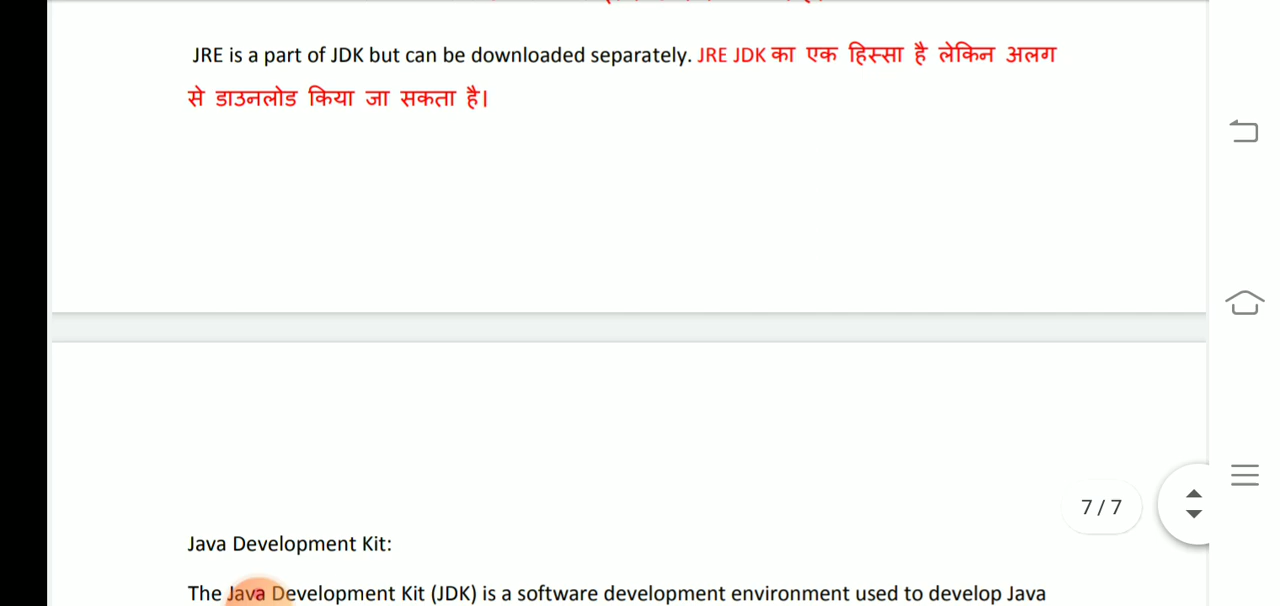 JRE is a part of JDK but can be downloaded separately. JRE JDK का एक हिस्सा है लेकिन अलग
से डाउनलोड किया जा सकता है।
7 / 7
Java Development Kit:
The Java Development Kit (JDK) is a software development environment used to develop Java